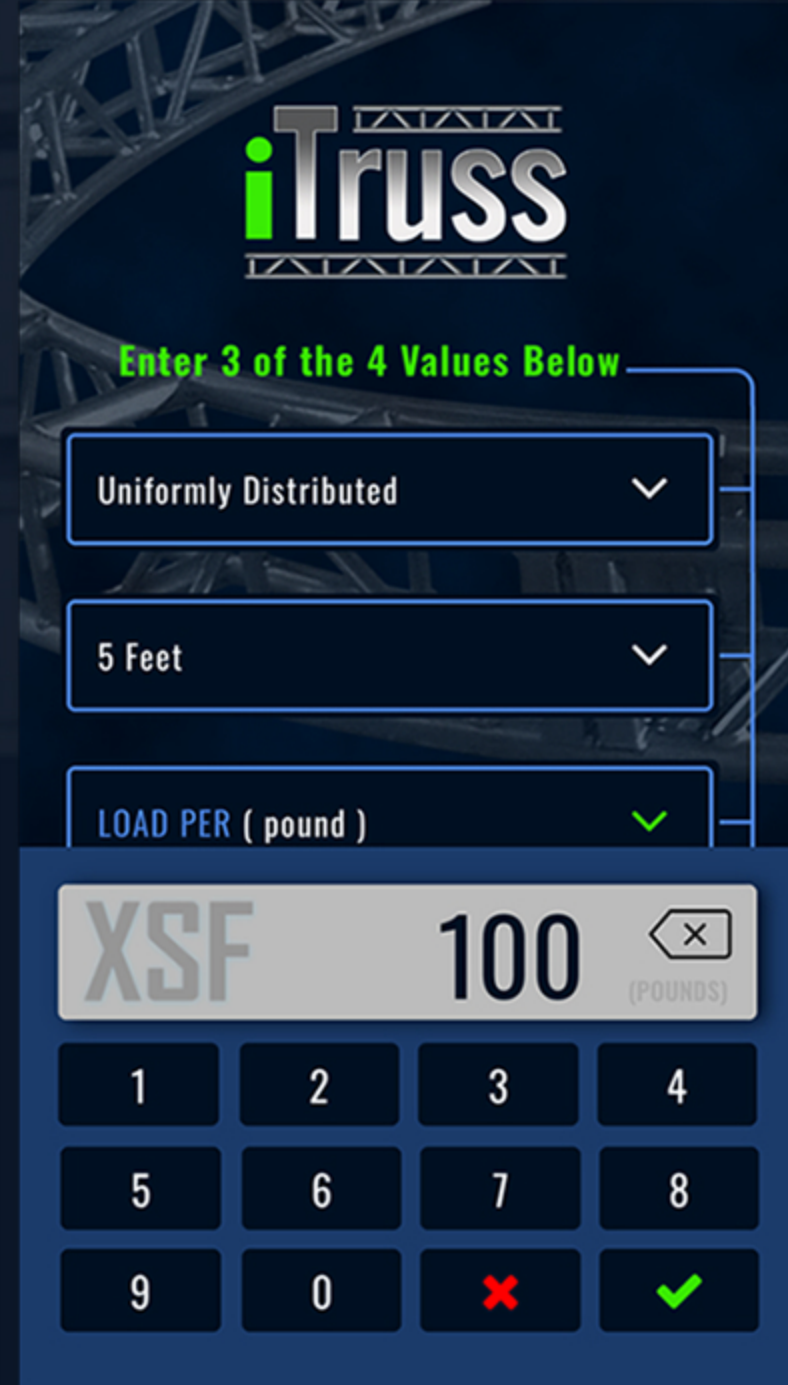 iTruss
Enter 3 of the 4 Values Below
Uniformly Distributed
5 Feet
LOAD PER ( pound )
XSF 100 (POUNDS)
1 2 3 4
5 6 7 8
9 0